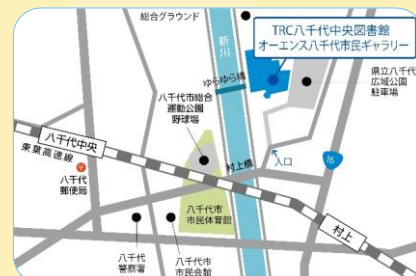 総合グラウンド
TRC八千代中央図書館
オーエンス八千代市民ギャラリー
新川
ゆらゆら橋
県立八千代
広域公園
駐車場
八千代市総合
運動公園
野球場
八千代中央
東葉高速線
村上橋
入口
16
八千代
郵便局
八千代市
市民体育館
村上
八千代
警察署
八千代市
市民会館